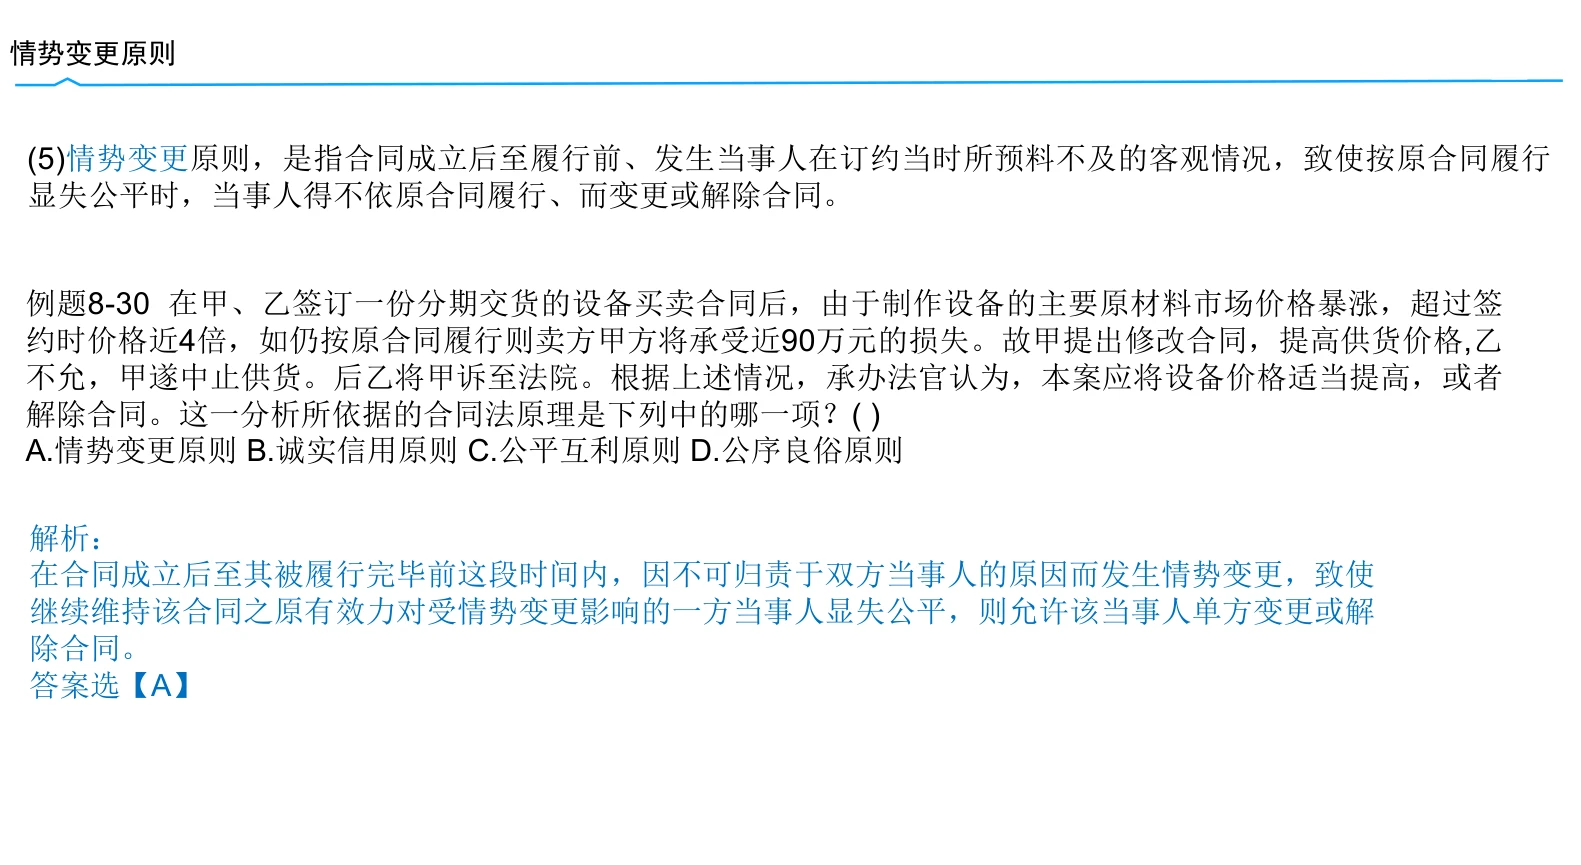 情势变更原则
(5)情势变更原则，是指合同成立后至履行前、发生当事人在订约当时所预料不及的客观情况，致使按原合同履行
显失公平时，当事人得不依原合同履行、而变更或解除合同。
例题8-30 在甲、乙签订一份分期交货的设备买卖合同后，由于制作设备的主要原材料市场价格暴涨，超过签
约时价格近4倍，如仍按原合同履行则卖方甲方将承受近90万元的损失。故甲提出修改合同，提高供货价格,乙
不允，甲遂中止供货。后乙将甲诉至法院。根据上述情况，承办法官认为，本案应将设备价格适当提高，或者
解除合同。这一分析所依据的合同法原理是下列中的哪一项？( )
A.情势变更原则 B.诚实信用原则 C.公平互利原则 D.公序良俗原则
解析：
在合同成立后至其被履行完毕前这段时间内，因不可归责于双方当事人的原因而发生情势变更，致使
继续维持该合同之原有效力对受情势变更影响的一方当事人显失公平，则允许该当事人单方变更或解
除合同。
答案选【A】